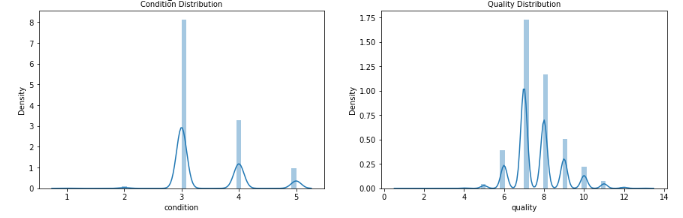 Condition Distribution
Density
8
7
6
5
4
3
2
1
0
1 2 3 4 5
condition
Quality Distribution
Density
1.75
1.50
1.25
1.00
0.75
0.50
0.25
0.00
0 2 4 6 8 10 12 14
quality